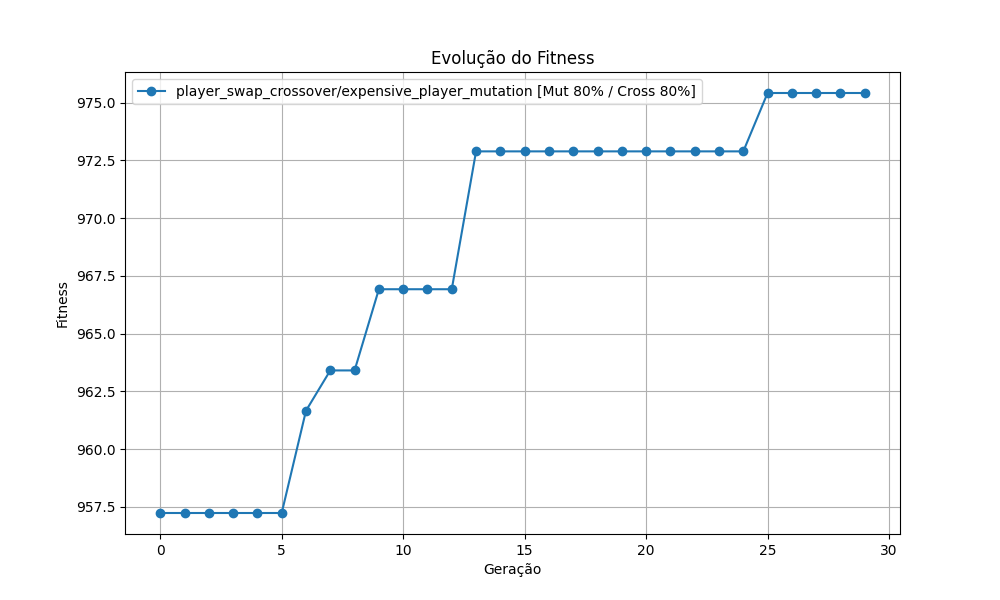 Evolução do Fitness
player_swap_crossover/expensive_player_mutation [Mut 80% / Cross 80%]
Fitness
975.0
972.5
970.0
967.5
965.0
962.5
960.0
957.5
0 5 10 15 20 25 30
Geração